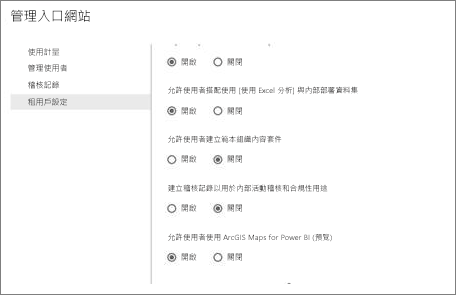 管理入口網站
使用計量
管理使用者
稽核記錄
租用戶設定
開啟 關閉
允許使用者搭配使用 [使用 Excel 分析] 與內部部署資料集
開啟 關閉
允許使用者建立範本組織內容套件
開啟 關閉
建立稽核記錄以用於內部活動稽核和合規性用途
開啟 關閉
允許使用者使用 ArcGIS Maps for Power BI (預覽)
開啟 關閉